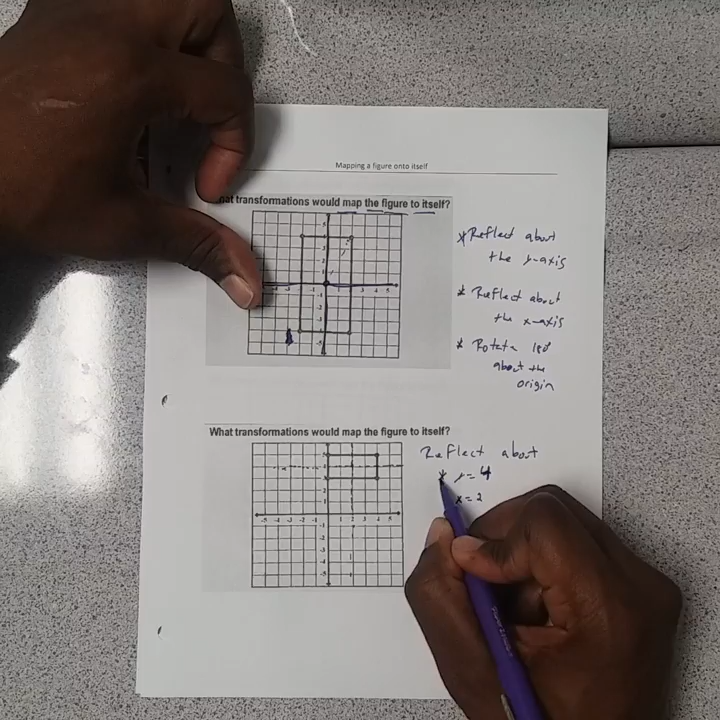 Mapping a figure onto itself
at transformations would map the figure to itself?
* Reflect about
the y-axis
* Reflect about
the x-axis
* Rotate 180
about the
origin
What transformations would map the figure to itself?
Reflect about
* y=4
x=2